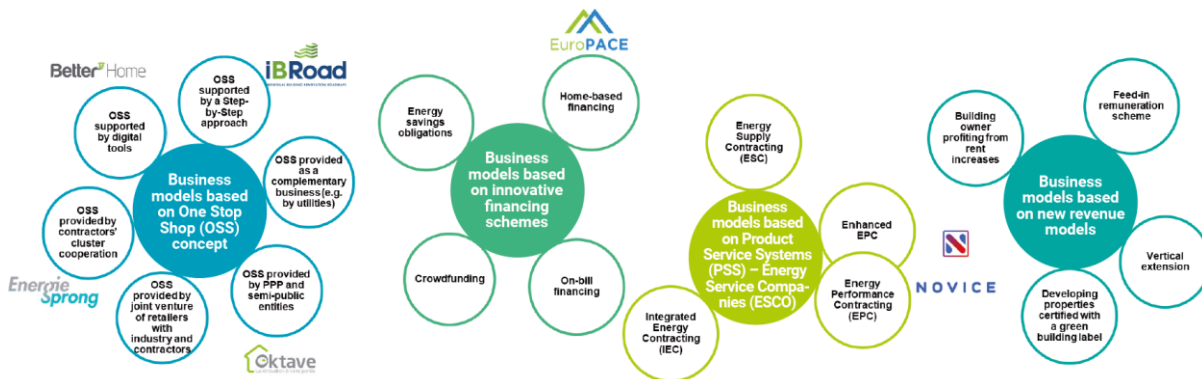 Better Home
iBRoad
INDIVIDUAL BUILDING RENOVATION ROADMAPS
OSS
supported
by a Step-
by-Step
approach
OSS
supported
by digital
tools
OSS provided
as a
complementary
business [e.g.
by utilities)
Business
models based
on One Stop
Shop (OSS)
concept
OSS
provided by
contractors'
cluster
cooperation
OSS provided
by PPP and
semi-public
entities
OSS
provided by
joint venture
of retailers
with
industry and
contractors
Energie
Sprong
Oktave
EuroPACE
Energy
savings
obligations
Home-based
financing
Business
models based
on innovative
financing
schemes
Crowdfunding
On-bill
financing
Energy
Supply
Contracting
(ESC)
Business
models based
on Product
Service Systems
(PSS) – Energy
Service Compa-
nies (ESCO)
Enhanced
EPC
Energy
Performance
Contracting
(EPC)
Integrated
Energy
Contracting
(IEC)
N
NOVICE
Building
owner
profiting from
rent
increases
Feed-in
remuneration
scheme
Business
models based
on new revenue
models
Vertical
extension
Developing
properties
certified with
a green
building label